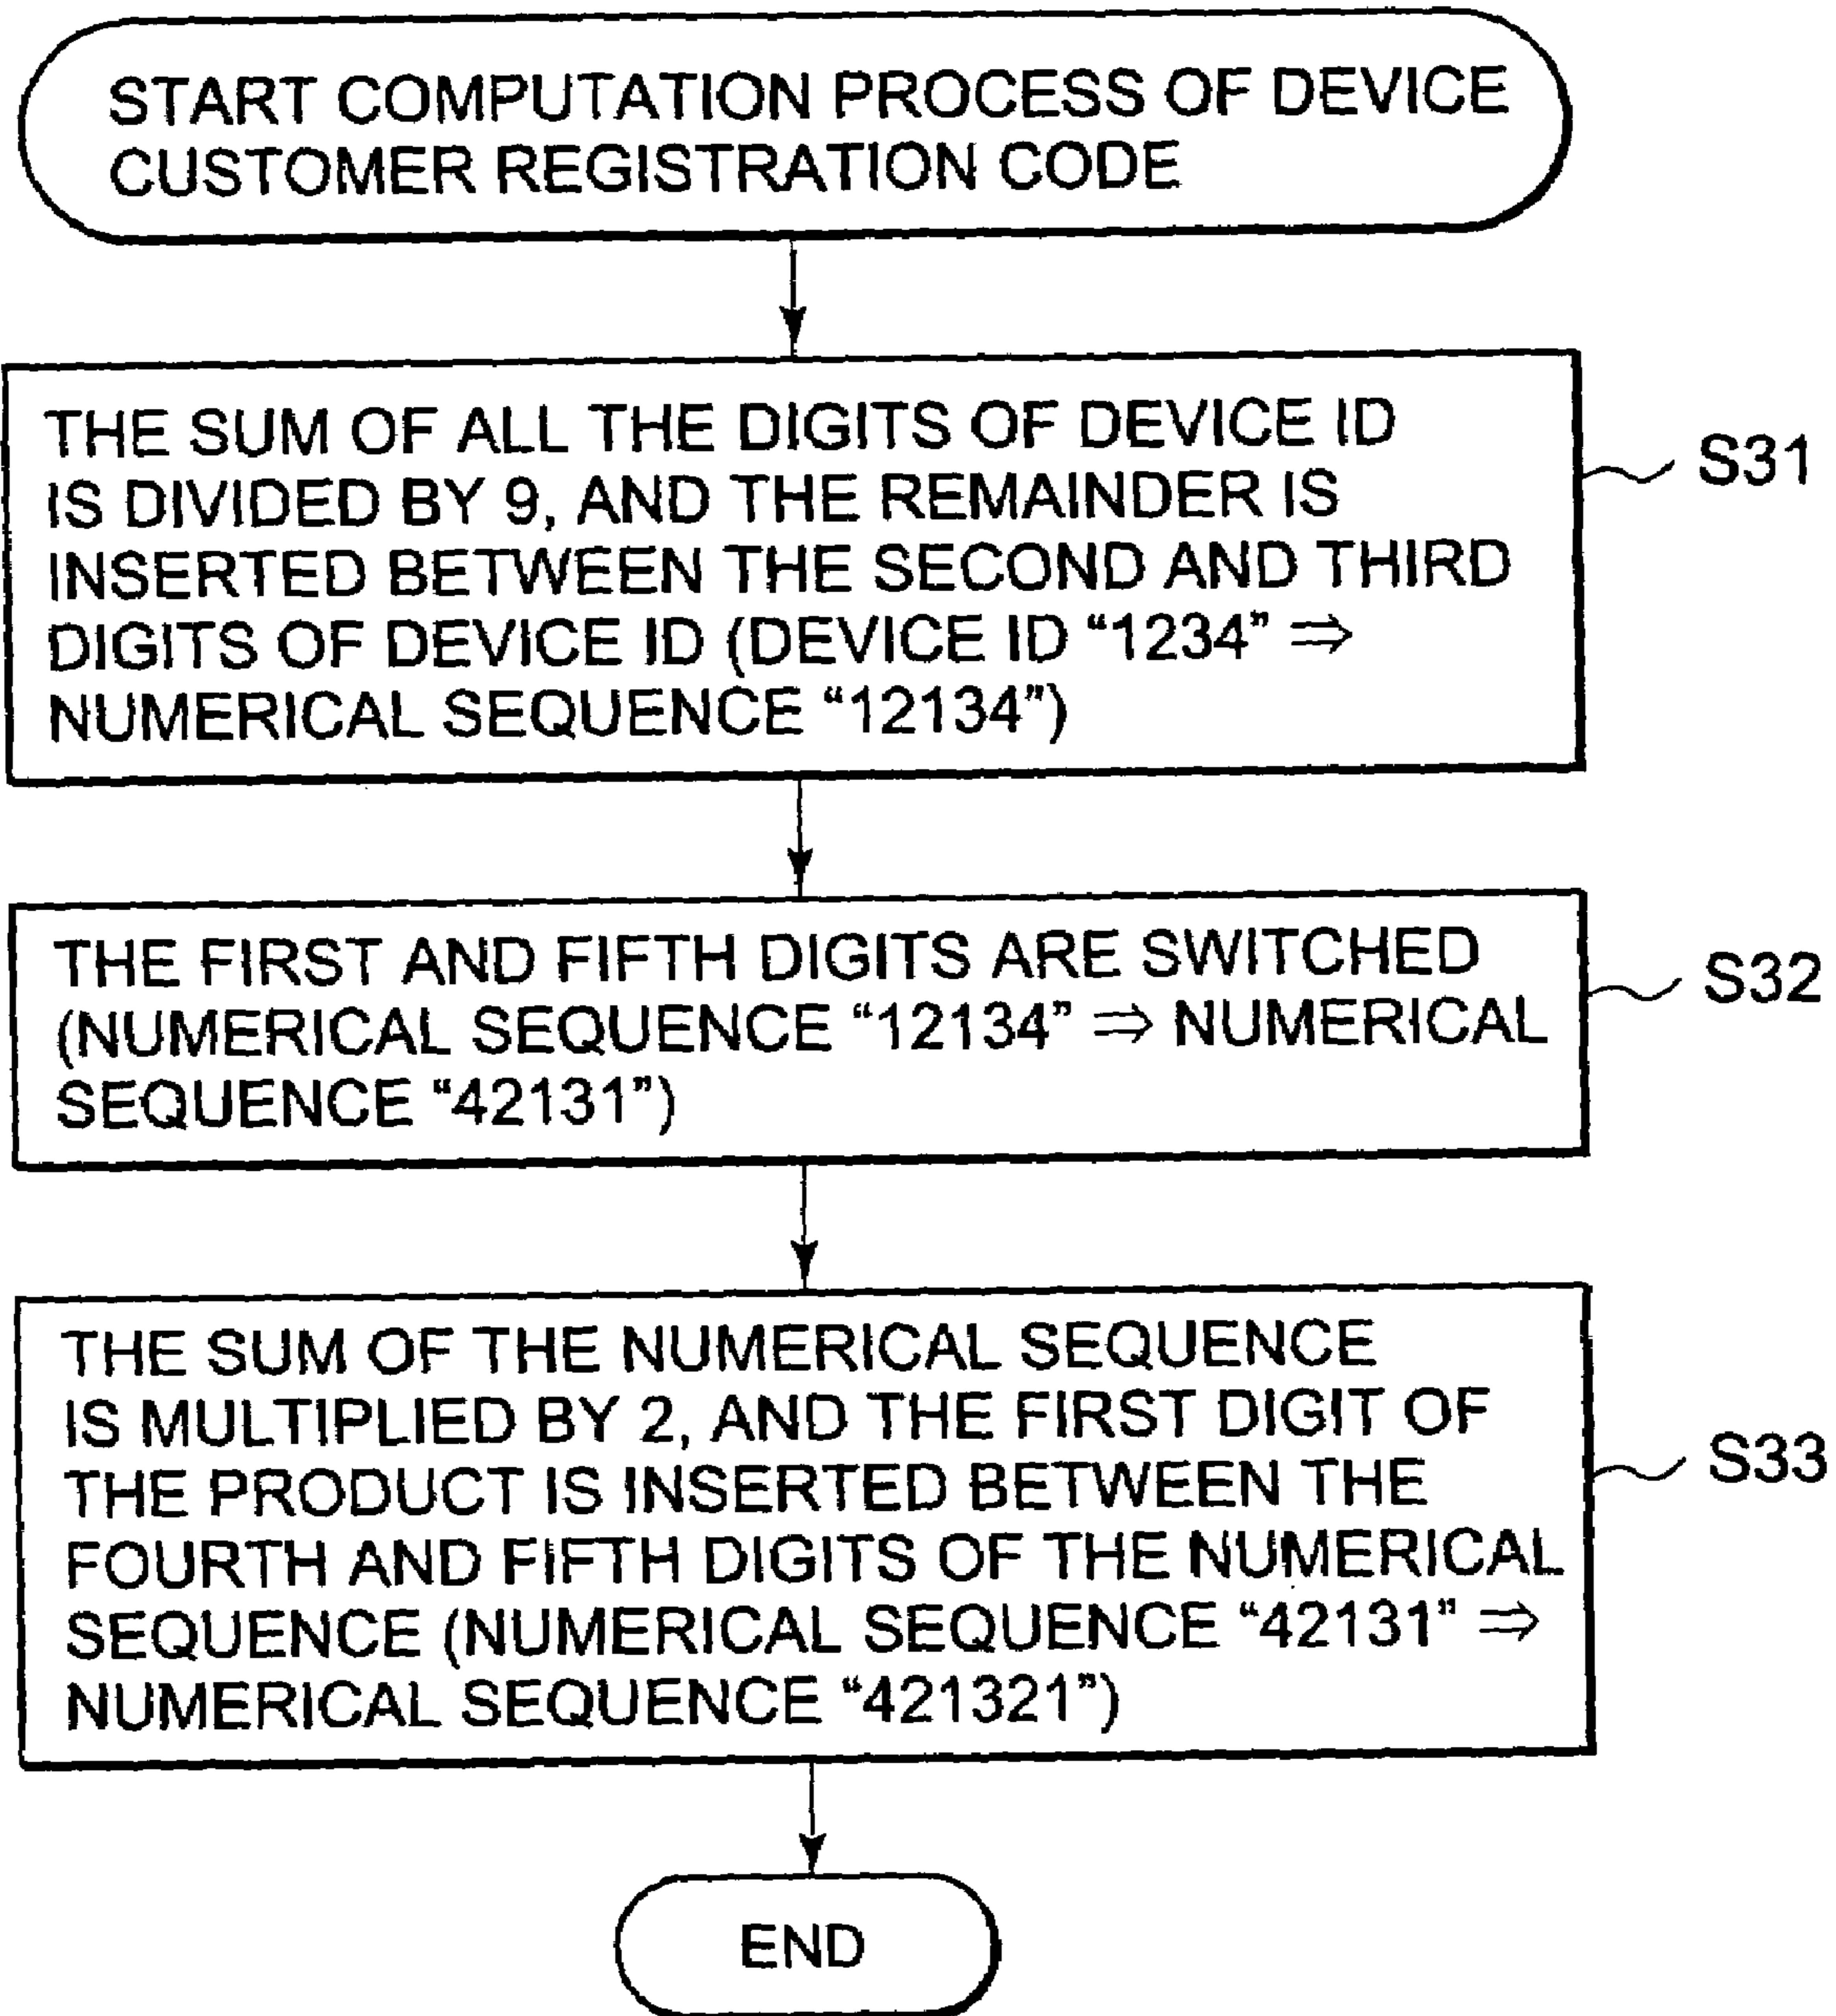 START COMPUTATION PROCESS OF DEVICE
CUSTOMER REGISTRATION CODE
THE SUM OF ALL THE DIGITS OF DEVICE ID
IS DIVIDED BY 9, AND THE REMAINDER IS
INSERTED BETWEEN THE SECOND AND THIRD
DIGITS OF DEVICE ID (DEVICE ID “1234” ⇒
NUMERICAL SEQUENCE “12134”)
S31
THE FIRST AND FIFTH DIGITS ARE SWITCHED
(NUMERICAL SEQUENCE “12134” ⇒ NUMERICAL
SEQUENCE “42131”)
S32
THE SUM OF THE NUMERICAL SEQUENCE
IS MULTIPLIED BY 2, AND THE FIRST DIGIT OF
THE PRODUCT IS INSERTED BETWEEN THE
FOURTH AND FIFTH DIGITS OF THE NUMERICAL
SEQUENCE (NUMERICAL SEQUENCE “42131” ⇒
NUMERICAL SEQUENCE “421321”)
S33
END